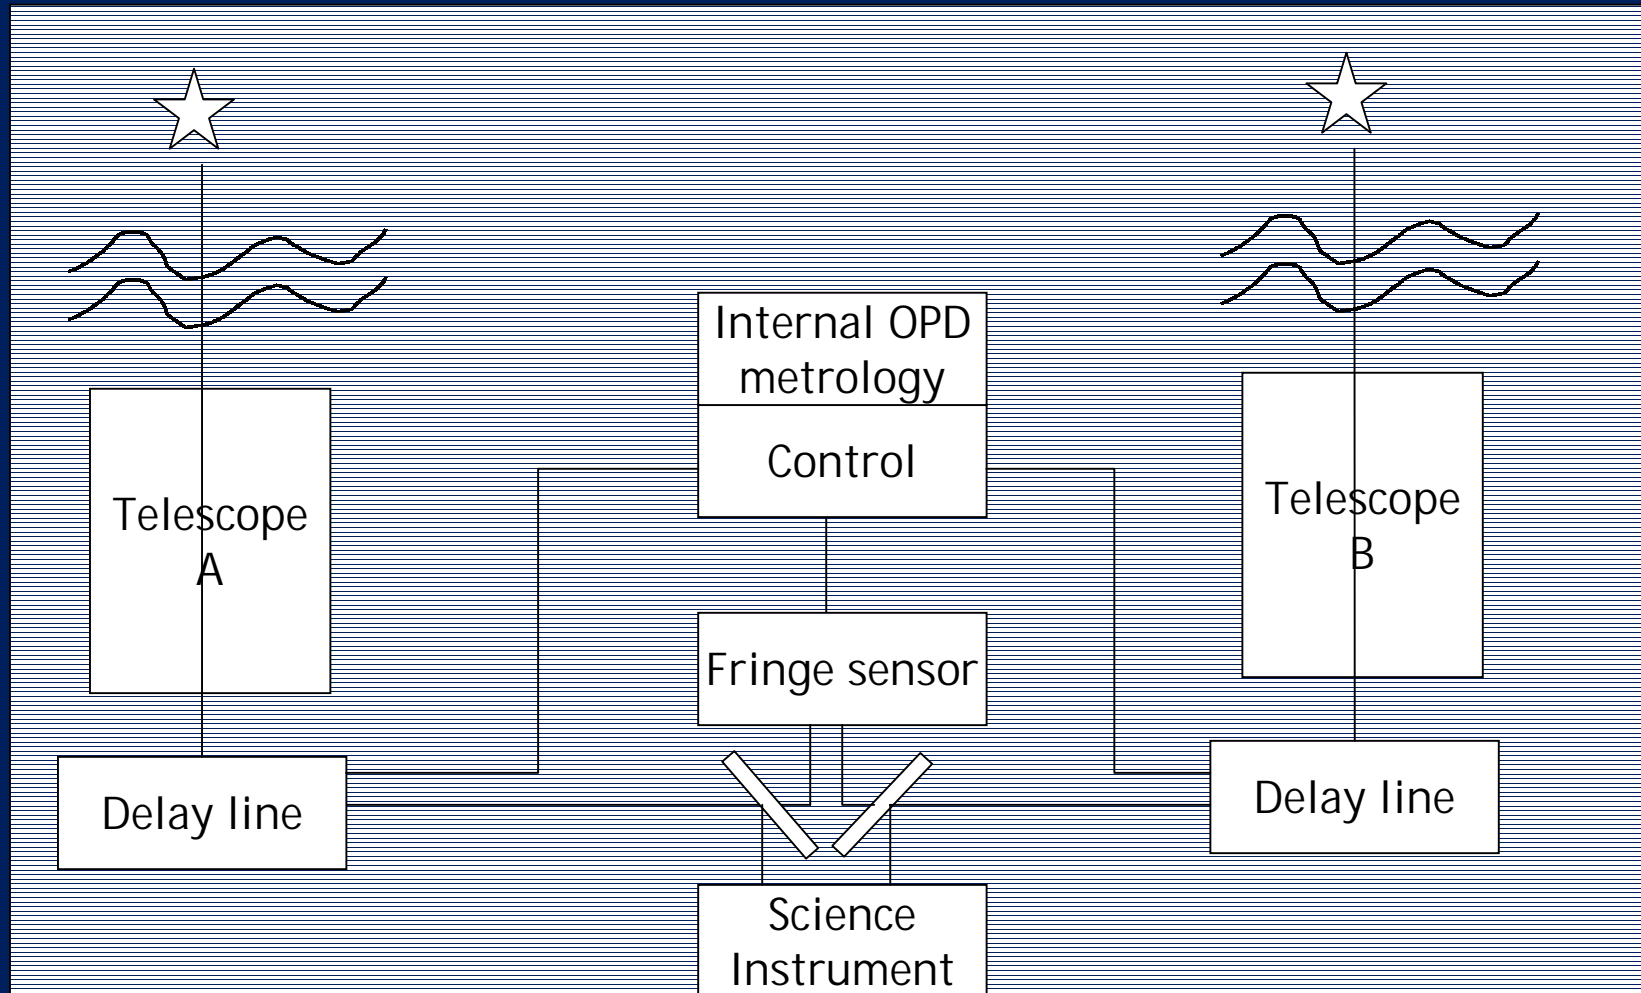 Internal OPD
metrology
Control
Telescope
A
Telescope
B
Fringe sensor
Delay line
Delay line
Science
Instrument